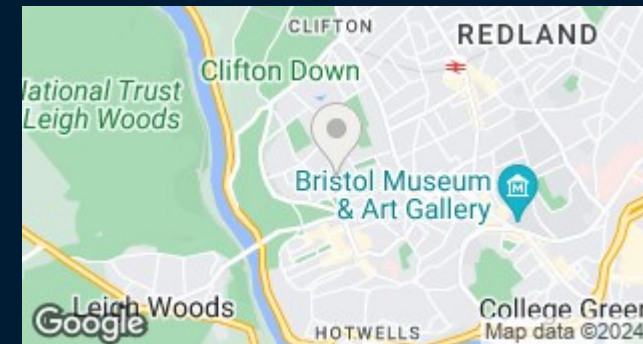 CLIFTON
REDLAND
Clifton Down
National Trust
Leigh Woods
Bristol Museum
& Art Gallery
Leigh Woods
College Green
Google
HOTWELLS
Map data ©2024